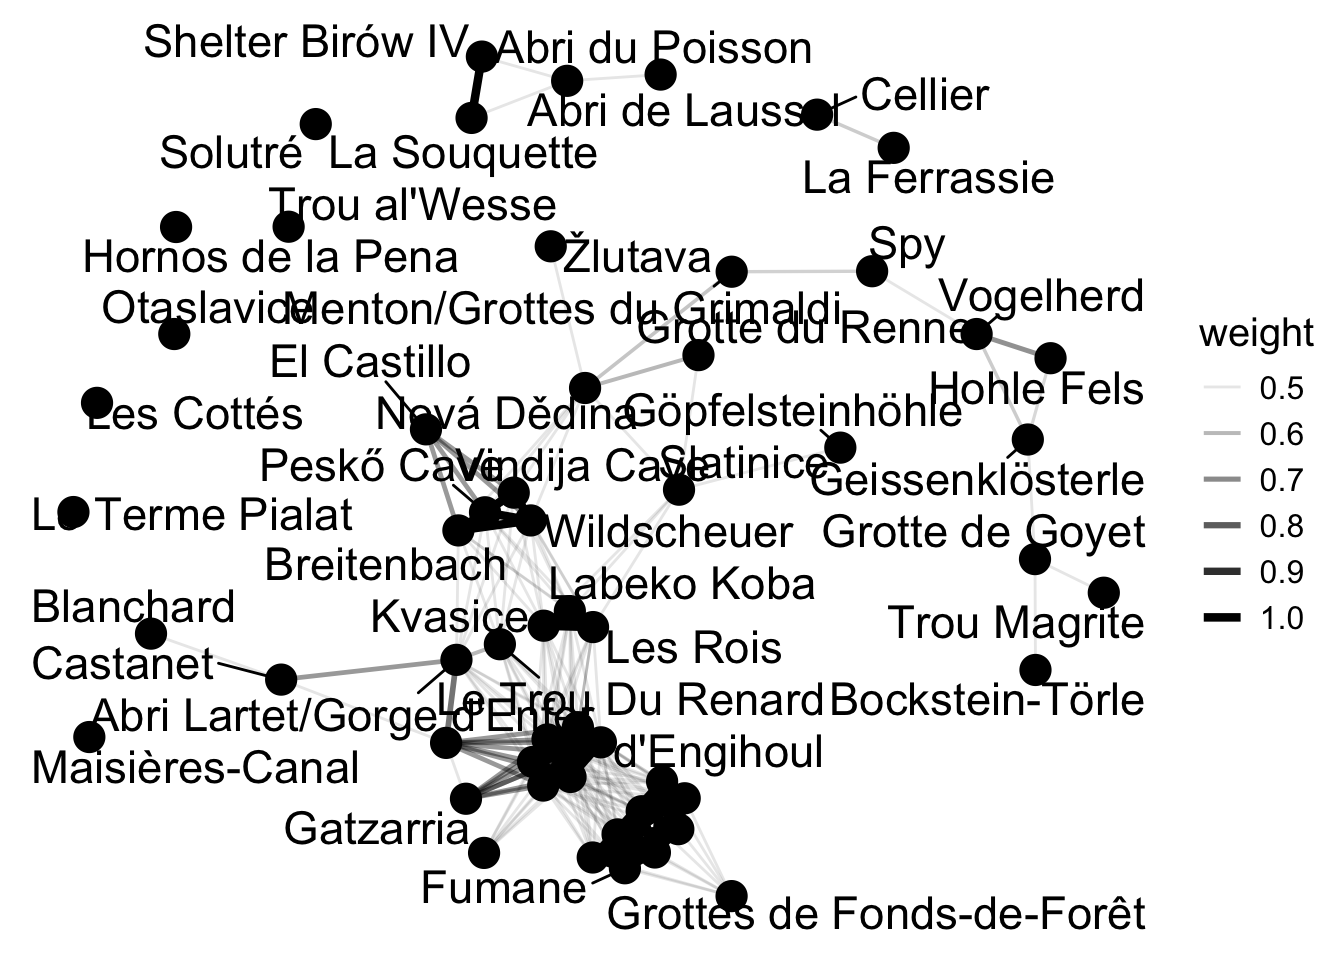 Shelter Birów IV
Abri du Poisson
Cellier
Abri de Laussel
Solutré
La Souquette
La Ferrassie
Trou al'Wesse
Hornos de la Pena
Žlutava
Spy
Vogelherd
Otaslavice
Menton/Grottes du Grimaldi
Grotte du Renne
El Castillo
Hohle Fels
Les Cottés
Nová Dědina
Göpfelsteinhöhle
Peskő Cave
Vindija Cave
Slatinice
Geissenklösterle
Le Terme Pialat
Wildscheuer
Grotte de Goyet
Breitenbach
Labeko Koba
Blanchard
Kvasice
Trou Magrite
Castanet
Les Rois
Le Trou Du Renard
Bockstein-Törle
Abri Lartet/Gorge d'Enfer
d'Engihoul
Maisières-Canal
Gatzarria
Fumane
Grottes de Fonds-de-Forêt
weight
0.5
0.6
0.7
0.8
0.9
1.0